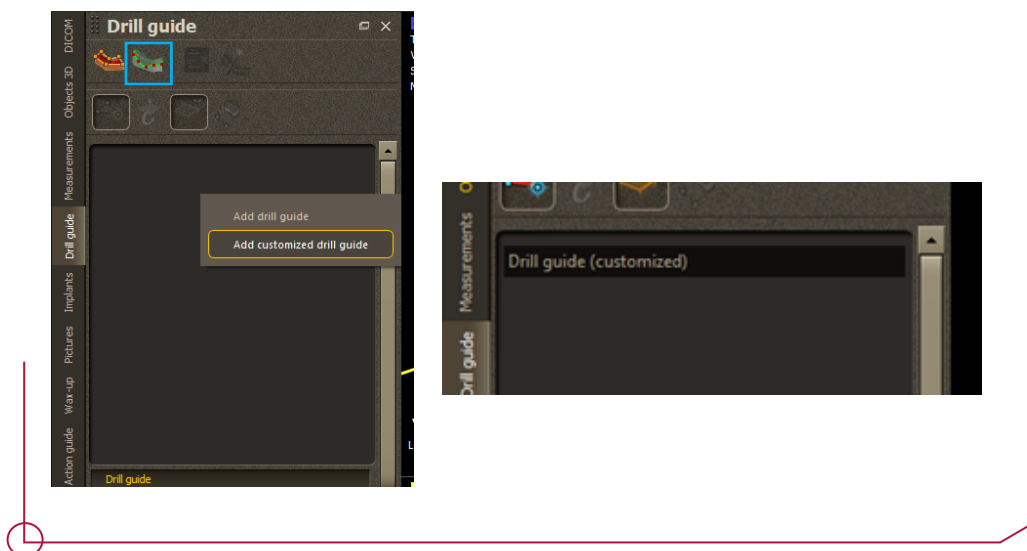 Drill guide
DICOM
Objects 3D
Measurements
Drill guide
Implants
Pictures
Wax-up
Action guide
Add drill guide
Add customized drill guide
Drill guide
L
Measurements
Drill guide
Drill guide (customized)